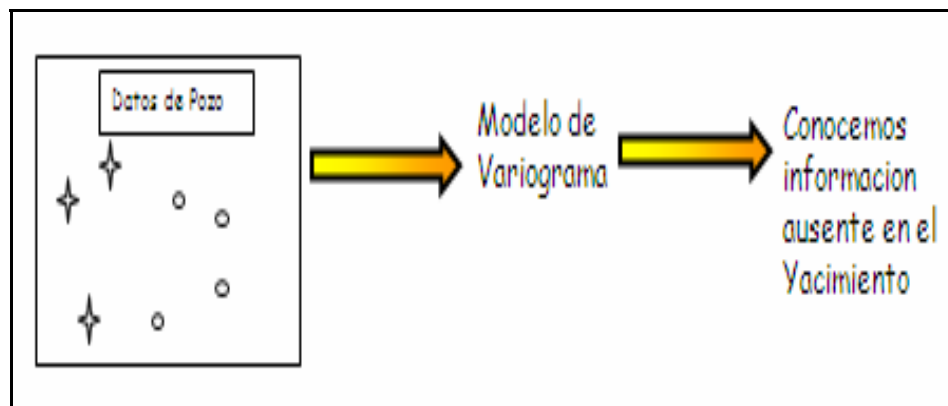 Datos de Pozo
Modelo de
Variograma
Conocemos
informacion
ausente en el
Yacimiento